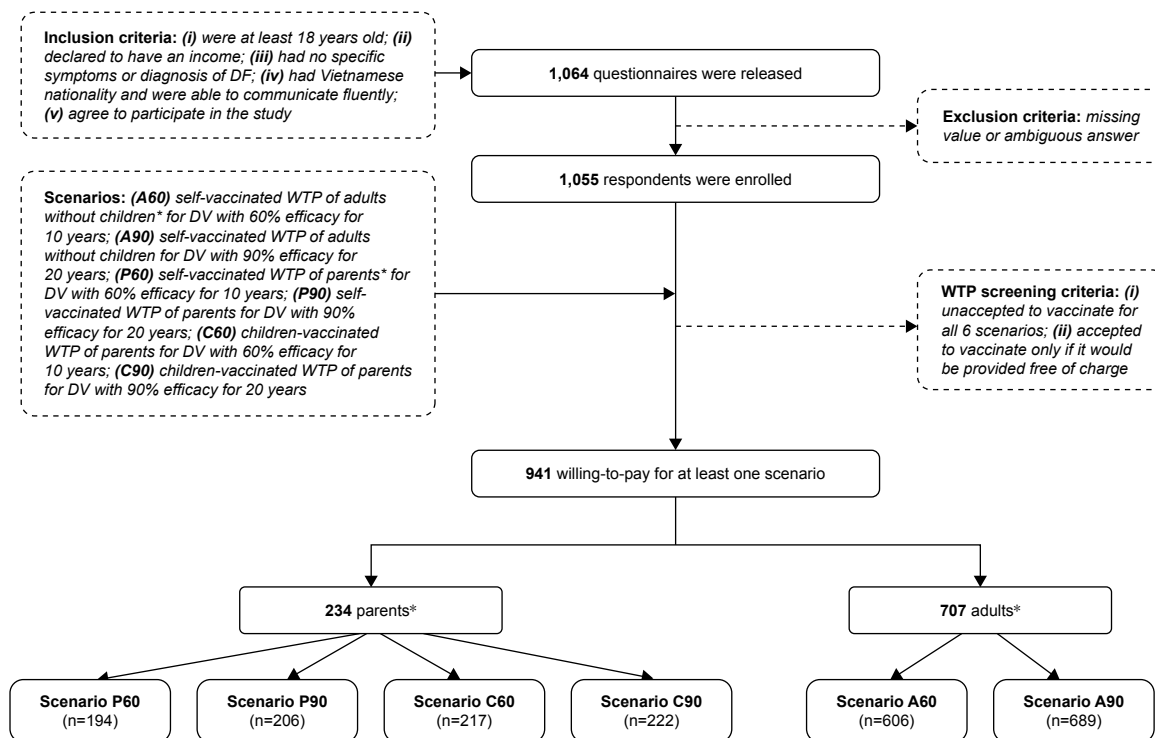 Inclusion criteria: (i) were at least 18 years old; (ii)
declared to have an income; (iii) had no specific
symptoms or diagnosis of DF; (iv) had Vietnamese
nationality and were able to communicate fluently;
(v) agree to participate in the study
1,064 questionnaires were released
Exclusion criteria: missing
value or ambiguous answer
1,055 respondents were enrolled
Scenarios: (A60) self-vaccinated WTP of adults
without children* for DV with 60% efficacy for
10 years; (A90) self-vaccinated WTP of adults
without children for DV with 90% efficacy for
20 years; (P60) self-vaccinated WTP of parents* for
DV with 60% efficacy for 10 years; (P90) self-
vaccinated WTP of parents for DV with 90%
efficacy for 20 years; (C60) children-vaccinated
WTP of parents for DV with 60% efficacy for
10 years; (C90) children-vaccinated WTP of parents
for DV with 90% efficacy for 20 years
WTP screening criteria: (i)
unaccepted to vaccinate for
all 6 scenarios; (ii) accepted
to vaccinate only if it would
be provided free of charge
941 willing-to-pay for at least one scenario
234 parents*
707 adults*
Scenario P60
(n=194)
Scenario P90
(n=206)
Scenario C60
(n=217)
Scenario C90
(n=222)
Scenario A60
(n=606)
Scenario A90
(n=689)